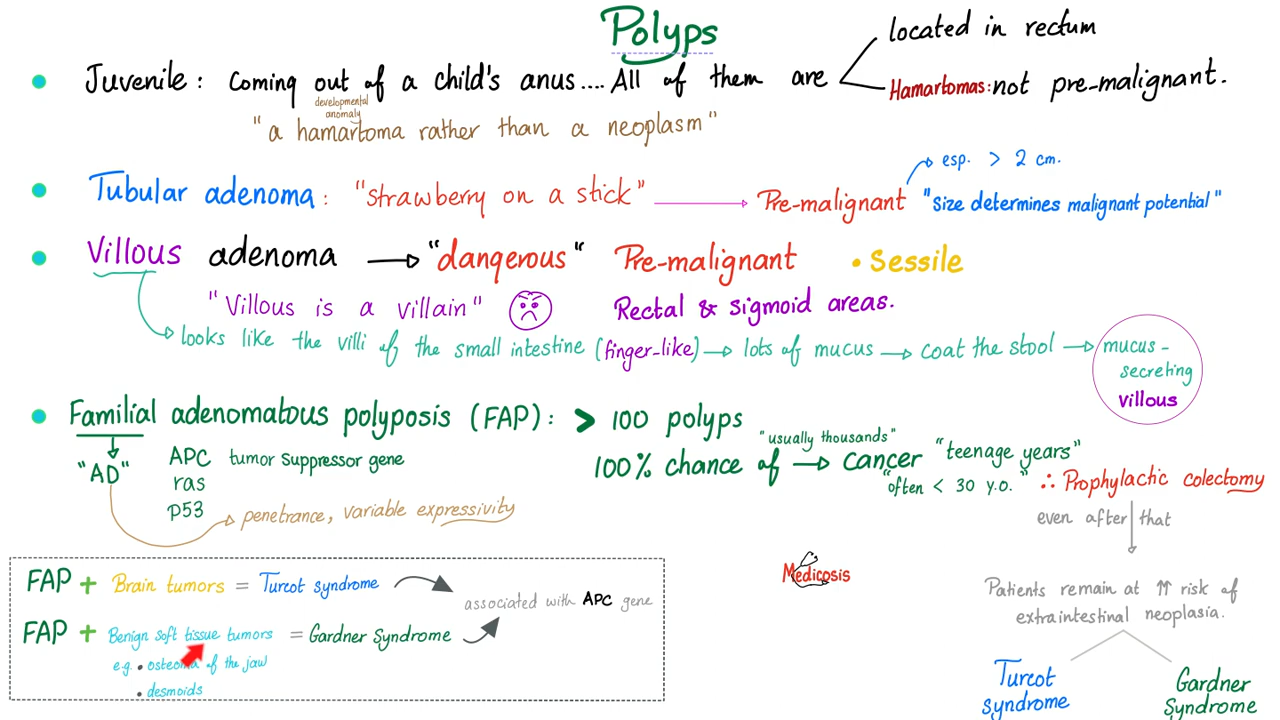 Polyps
Juvenile: Coming out of a child's anus.... All of them are
located in rectum
Hamartomas: not pre-malignant.
developmental
anomaly
"a hamartoma rather than a neoplasm"
Tubular adenoma: "strawberry on a stick" Pre-malignant
esp. > 2 cm.
"Size determines malignant potential"
Villous adenoma → "dangerous" Pre-malignant • Sessile
"Villous is a villain" Rectal & sigmoid areas.
looks like the villi of the small intestine (finger-like) → lots of mucus → coat the stool → mucus-
secreting
villous
Familial adenomatous polyposis (FAP): > 100 polyps
"usually thousands"
100% chance of → cancer "teenage years"
"often < 30 y.o."
∴ Prophylactic colectomy
"AD"
APC tumor suppressor gene
ras
p53
penetrance, variable expressivity
even after that
Patients remain at ↑↑ risk of
extraintestinal neoplasia.
Turcot
syndrome
Gardner
Syndrome
FAP + Brain tumors = Turcot syndrome
FAP + Benign soft tissue tumors = Gardner Syndrome
associated with APC gene
e.g. • osteoma of the jaw
• desmoids
Medicosis